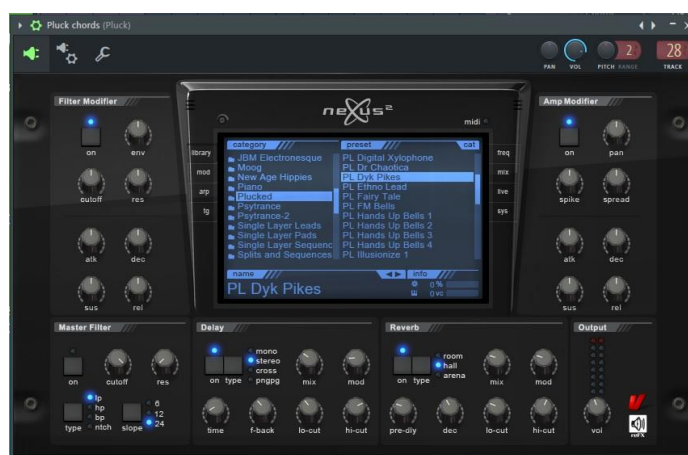 Pluck chords (Pluck)
PAN VOL PITCH RANGE 2 28 TRACK
nexus²
midi
Filter Modifier
on env
cutoff res
atk dec
sus rel
library
mod
arp
tg
category preset cat
JBM Electronesque PL Digital Xylophone
Moog PL Dr Chaotica
New Age Hippies PL Dyk Pikes
Piano PL Ethno Lead
Plucked PL Fairy Tale
Psytrance PL FM Bells
Psytrance-2 PL Hands Up Bells 1
Single Layer Leads PL Hands Up Bells 2
Single Layer Pads PL Hands Up Bells 3
Single Layer Sequenc PL Hands Up Bells 4
Splits and Sequences PL Illusionize 1
name info
PL Dyk Pikes
0 %
0 vc
freq
mix
live
sys
Amp Modifier
on pan
spike spread
atk dec
sus rel
Master Filter
on cutoff res
lp
hp
bp
ntch
type
6
12
24
slope
Delay
mono
stereo
cross
pngpg
on type mix mod
time f-back lo-cut hi-cut
Reverb
room
hall
arena
on type mix mod
pre-dly dec lo-cut hi-cut
Output
vol
reFX